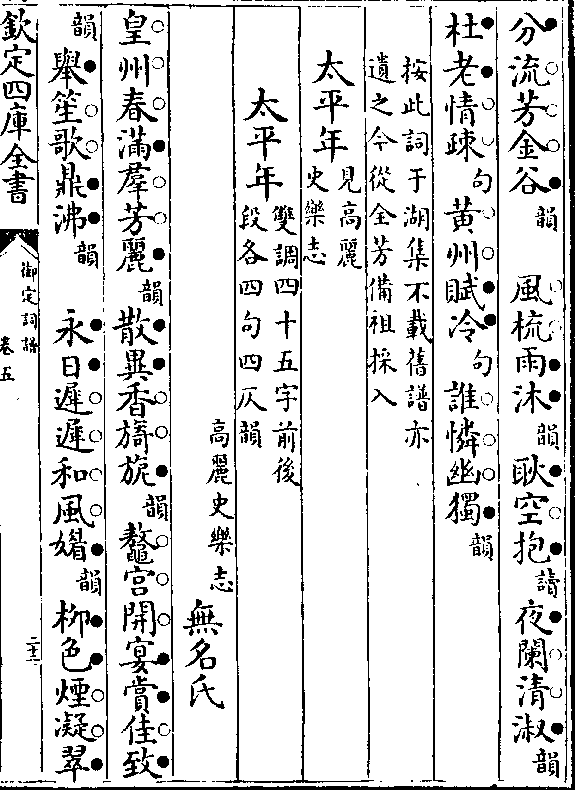 分流芳金谷韻　風梳雨沐韻耿空抱讀夜闌清淑韻
杜老情疎句黃州賦冷句誰憐幽獨韻
按此詞于湖集不載舊譜亦
遺之今從全芳備祖採入
太平年見高麗
史樂志
太平年雙調四十五字前後
段各四句四仄韻
高麗史樂志無名氏
皇州春滿羣芳麗韻散異香旖旎韻鼇宮開宴賞佳致
韻舉笙歌鼎沸韻　永日遲遲和風媚韻柳色煙凝翠
欽定四庫全書
御定詞譜
卷五
二十二